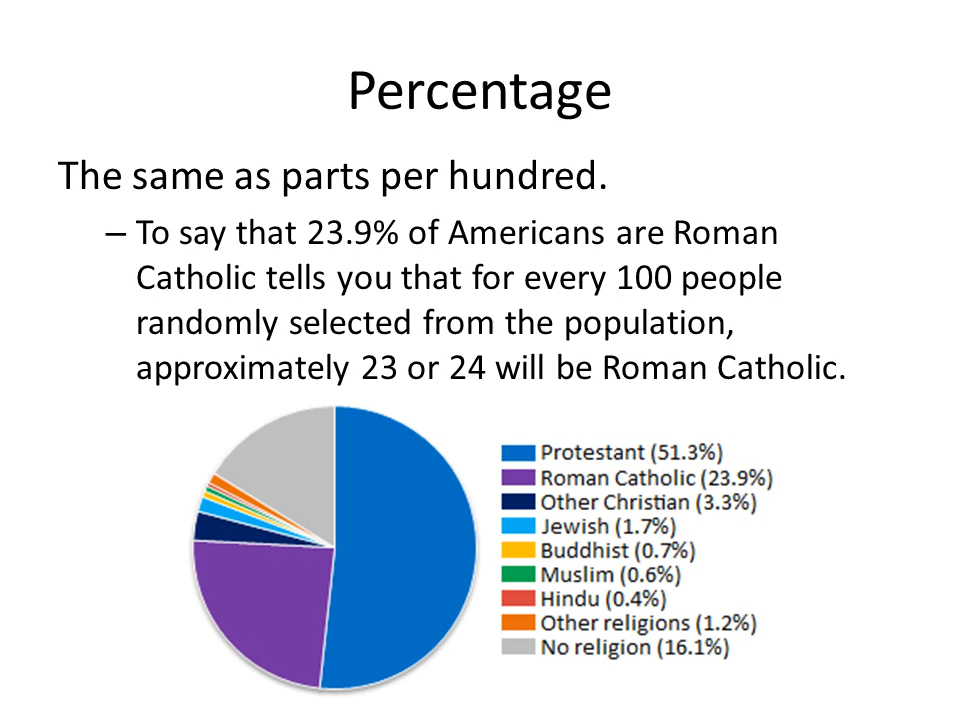 Percentage
The same as parts per hundred.
– To say that 23.9% of Americans are Roman
Catholic tells you that for every 100 people
randomly selected from the population,
approximately 23 or 24 will be Roman Catholic.
Protestant (51.3%)
Roman Catholic (23.9%)
Other Christian (3.3%)
Jewish (1.7%)
Buddhist (0.7%)
Muslim (0.6%)
Hindu (0.4%)
Other religions (1.2%)
No religion (16.1%)